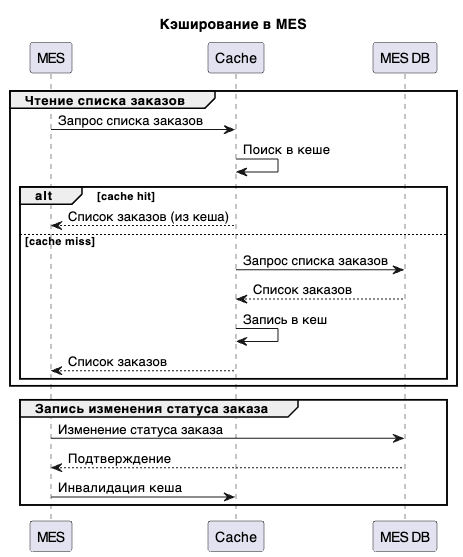 Кэширование в MES
MES
Cache
MES DB
Чтение списка заказов
Запрос списка заказов
Поиск в кеше
alt
[cache hit]
Список заказов (из кеша)
[cache miss]
Запрос списка заказов
Список заказов
Запись в кеш
Список заказов
Запись изменения статуса заказа
Изменение статуса заказа
Подтверждение
Инвалидация кеша
MES
Cache
MES DB